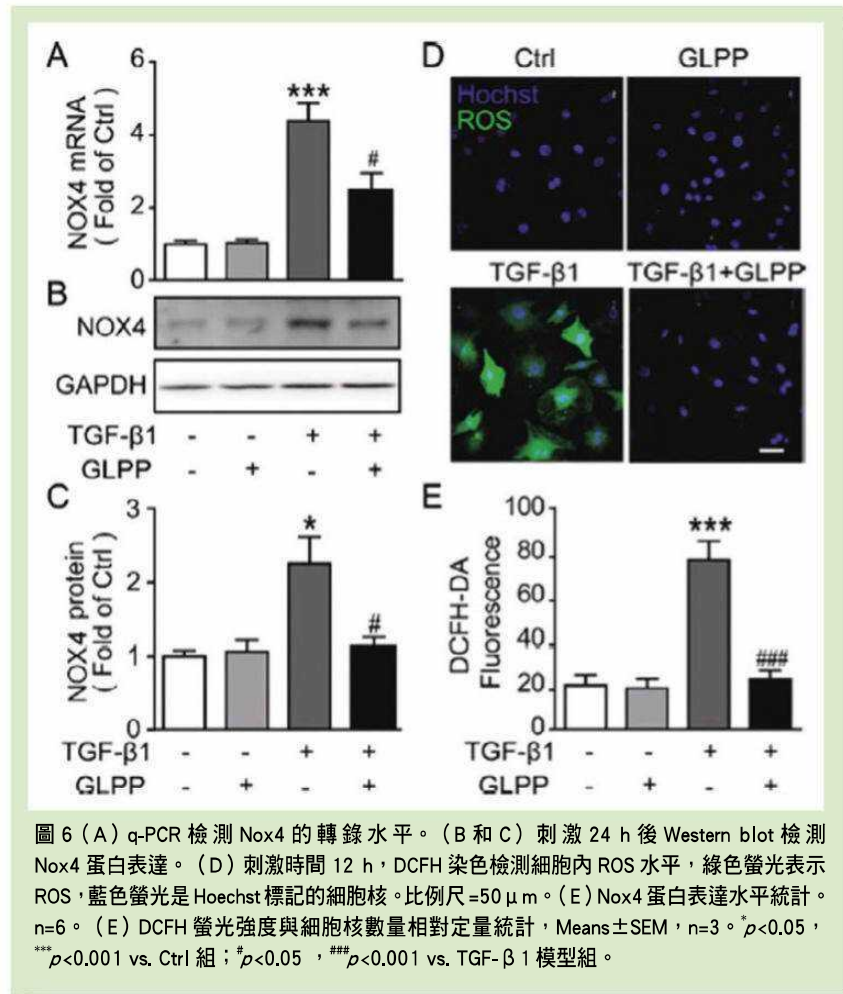 A
6
4
2
0
NOX4 mRNA
( Fold of Ctrl )
***
#
B
NOX4
GAPDH
TGF-β1 - - + +
GLPP - + - +
C
3
2
1
0
NOX4 protein
( Fold of Ctrl )
*
#
TGF-β1 - - + +
GLPP - + - +
D
Ctrl GLPP
Hochst
ROS
TGF-β1 TGF-β1+GLPP
E
100
80
60
40
20
0
DCFH-DA
Fluorescence
***
###
TGF-β1 - - + +
GLPP - + - +
圖 6（A）q-PCR 檢測 Nox4 的轉錄水平。（B 和 C）刺激 24 h 後 Western blot 檢測
Nox4 蛋白表達。（D）刺激時間 12 h，DCFH 染色檢測細胞內 ROS 水平，綠色螢光表示
ROS，藍色螢光是 Hoechst 標記的細胞核。比例尺 =50 μm。（E）Nox4 蛋白表達水平統計。
n=6。（E）DCFH 螢光強度與細胞核數量相對定量統計，Means±SEM，n=3。*p<0.05，
***p<0.001 vs. Ctrl 組；#p<0.05 ，###p<0.001 vs. TGF-β1 模型組。